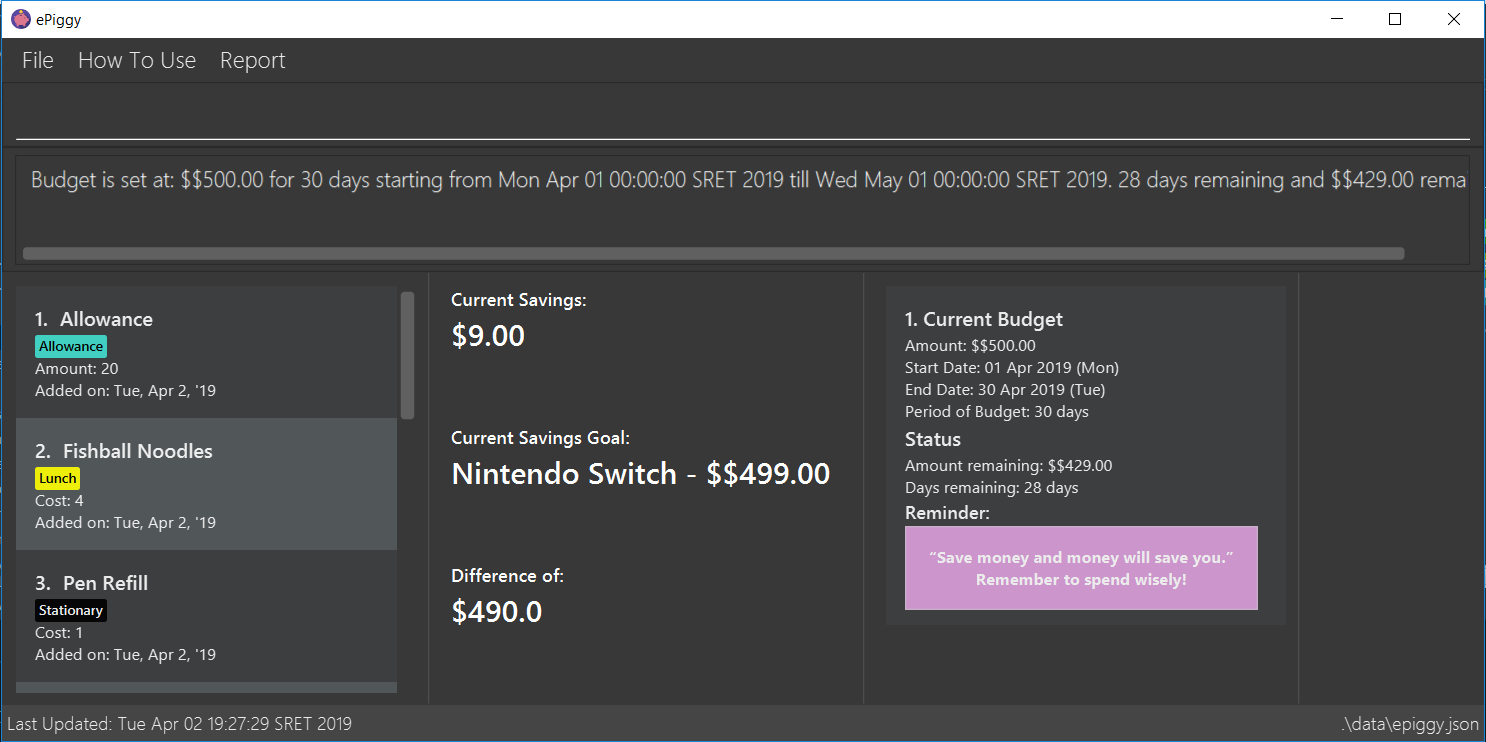 ePiggy
File How To Use Report
Budget is set at: $$500.00 for 30 days starting from Mon Apr 01 00:00:00 SRET 2019 till Wed May 01 00:00:00 SRET 2019. 28 days remaining and $$429.00 rema
1. Allowance
Allowance
Amount: 20
Added on: Tue, Apr 2, '19
2. Fishball Noodles
Lunch
Cost: 4
Added on: Tue, Apr 2, '19
3. Pen Refill
Stationary
Cost: 1
Added on: Tue, Apr 2, '19
Current Savings:
$9.00
Current Savings Goal:
Nintendo Switch - $$499.00
Difference of:
$490.0
1. Current Budget
Amount: $$500.00
Start Date: 01 Apr 2019 (Mon)
End Date: 30 Apr 2019 (Tue)
Period of Budget: 30 days
Status
Amount remaining: $$429.00
Days remaining: 28 days
Reminder:
“Save money and money will save you.”
Remember to spend wisely!
Last Updated: Tue Apr 02 19:27:29 SRET 2019
.\data\epiggy.json